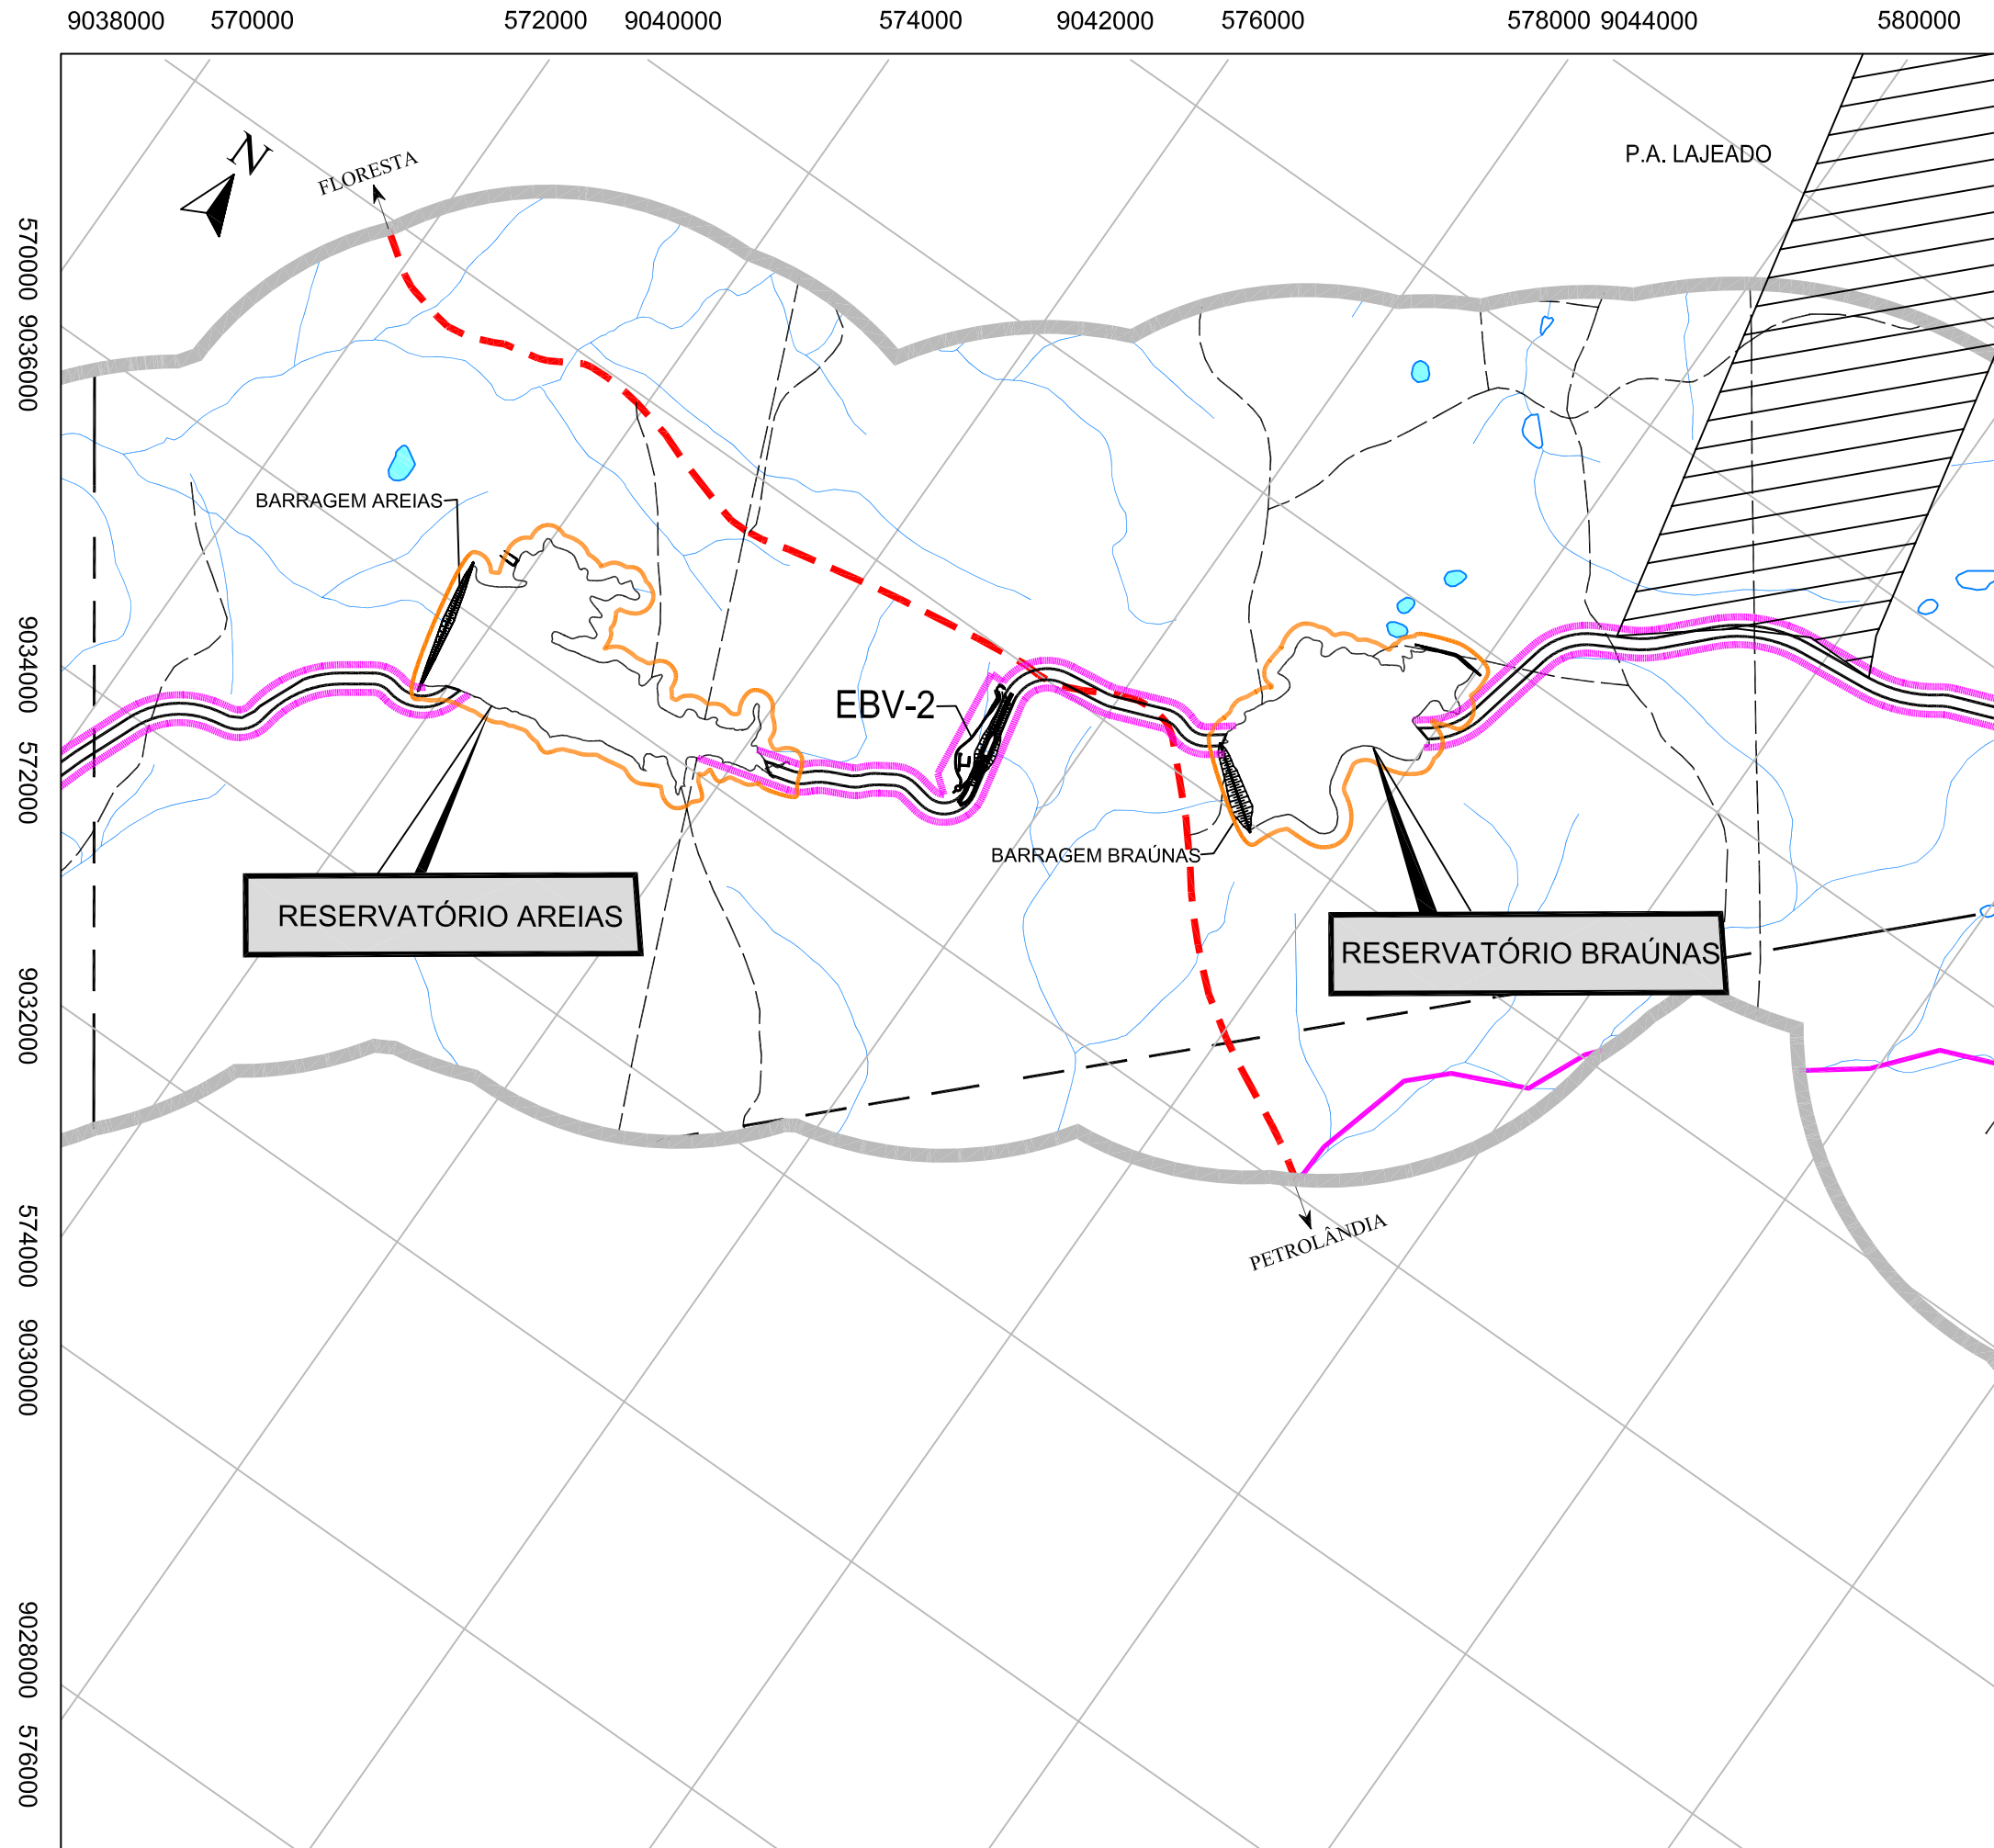 9038000 570000 572000 9040000 574000 9042000 576000 578000 9044000 580000
P.A. LAJEADO
N
FLORESTA
570000
9036000
BARRAGEM AREIAS
9034000
EBV-2
572000
BARRAGEM BRAÚNAS
RESERVATÓRIO AREIAS
RESERVATÓRIO BRAÚNAS
9032000
574000
PETROLÂNDIA
9030000
9028000
576000